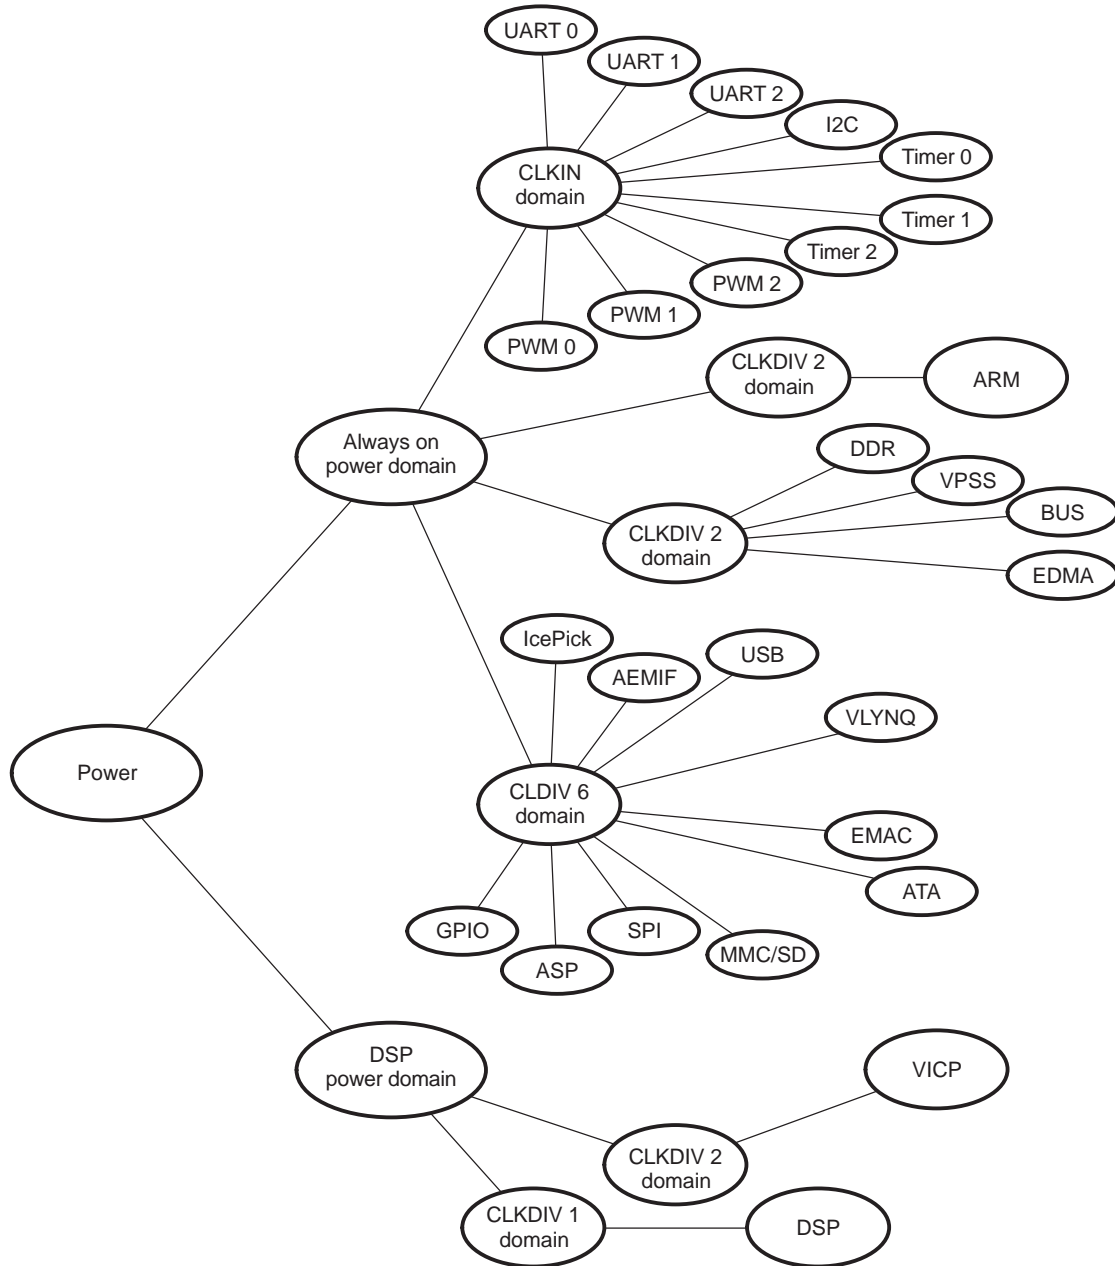 UART 0
UART 1
UART 2
I2C
Timer 0
CLKIN
domain
Timer 1
Timer 2
PWM 2
PWM 1
PWM 0
CLKDIV 2
domain
ARM
Always on
power domain
DDR
VPSS
BUS
CLKDIV 2
domain
EDMA
IcePick
AEMIF
USB
VLYNQ
Power
CLDIV 6
domain
EMAC
ATA
GPIO
SPI
ASP
MMC/SD
DSP
power domain
VICP
CLKDIV 2
domain
CLKDIV 1
domain
DSP